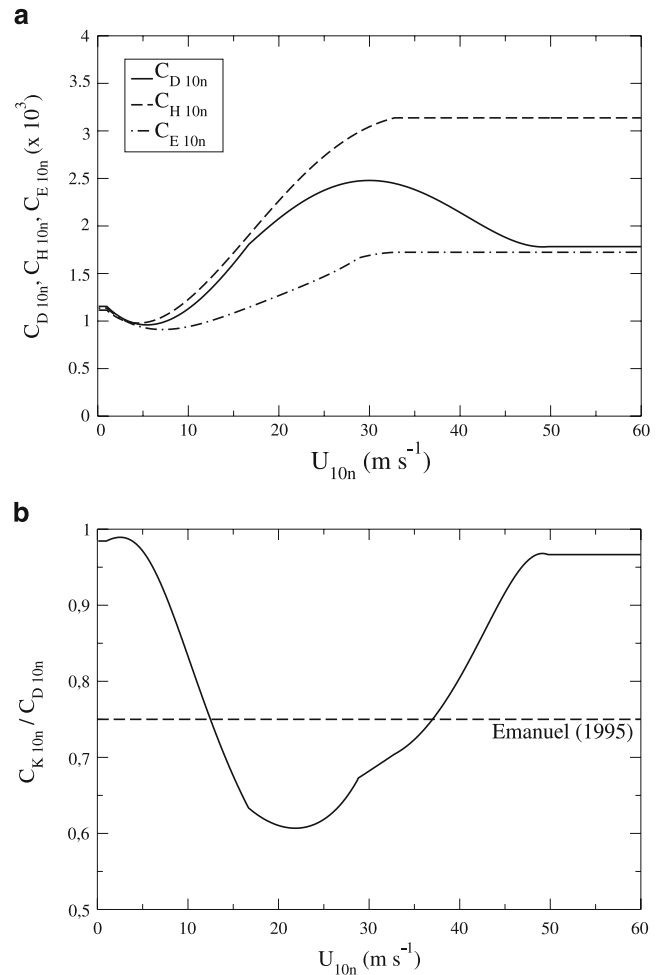 a
4
3.5
3
2.5
2
1.5
1
0.5
0
C_D 10n, C_H 10n, C_E 10n (x 10^3)
C_D 10n
C_H 10n
C_E 10n
0 10 20 30 40 50 60
U_10n (m s^-1)
b
1
0,9
0,8
0,7
0,6
0,5
C_K 10n / C_D 10n
Emanuel (1995)
0 10 20 30 40 50 60
U_10n (m s^-1)